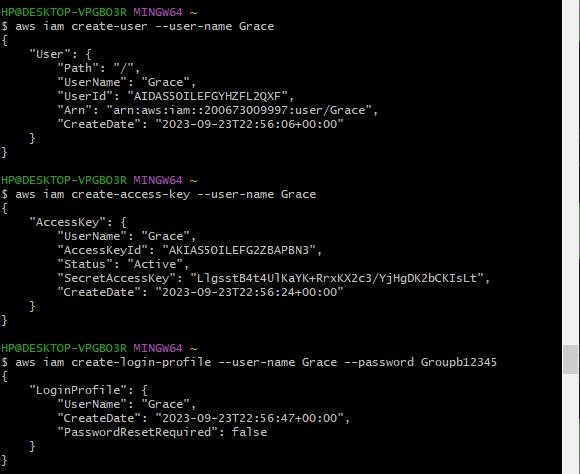 HP@DESKTOP-VPGBO3R MINGW64 ~
$ aws iam create-user --user-name Grace
{
    "User": {
        "Path": "/",
        "UserName": "Grace",
        "UserId": "AIDAS5OILEFGYHZFL2QXF",
        "Arn": "arn:aws:iam::200673009997:user/Grace",
        "CreateDate": "2023-09-23T22:56:06+00:00"
    }
}
HP@DESKTOP-VPGBO3R MINGW64 ~
$ aws iam create-access-key --user-name Grace
{
    "AccessKey": {
        "UserName": "Grace",
        "AccessKeyId": "AKIAS5OILEFG2ZBAPBN3",
        "Status": "Active",
        "SecretAccessKey": "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",
        "CreateDate": "2023-09-23T22:56:24+00:00"
    }
}
HP@DESKTOP-VPGBO3R MINGW64 ~
$ aws iam create-login-profile --user-name Grace --password Groupb12345
{
    "LoginProfile": {
        "UserName": "Grace",
        "CreateDate": "2023-09-23T22:56:47+00:00",
        "PasswordResetRequired": false
    }
}